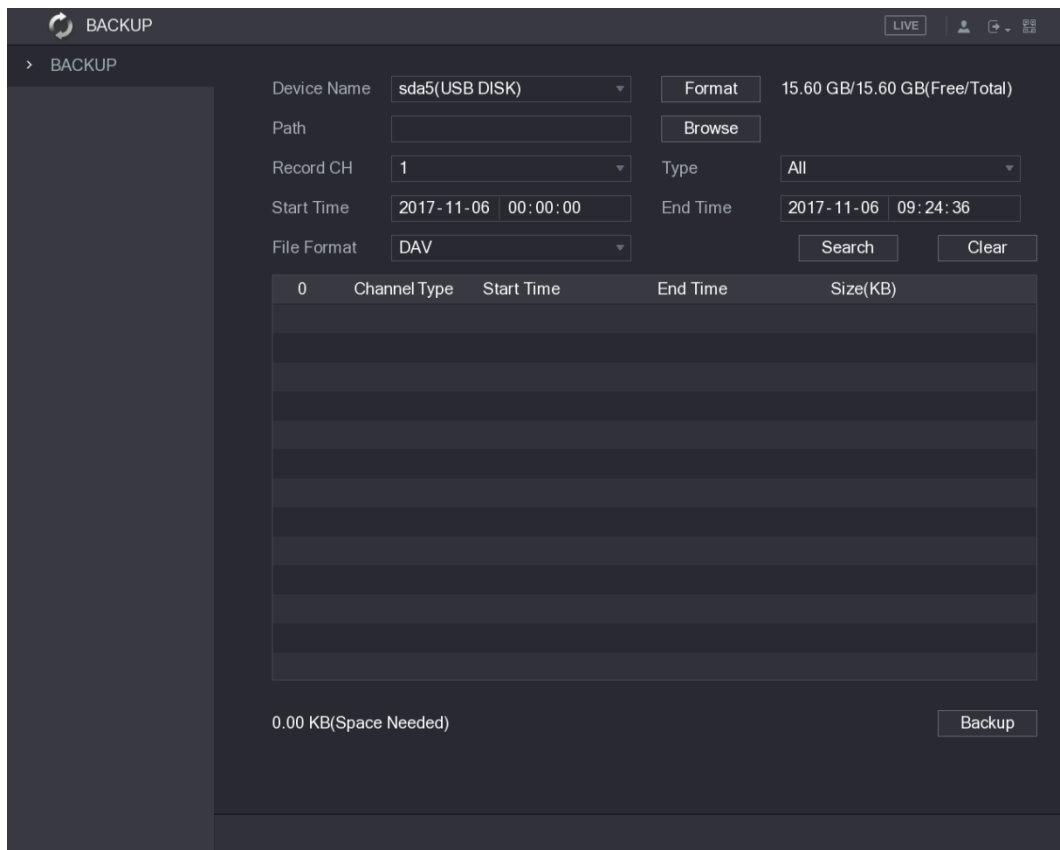 BACKUP LIVE
BACKUP
Device Name sda5(USB DISK) Format 15.60 GB/15.60 GB(Free/Total)
Path Browse
Record CH 1 Type All
Start Time 2017-11-06 00:00:00 End Time 2017-11-06 09:24:36
File Format DAV Search Clear
0 Channel Type Start Time End Time Size(KB)
0.00 KB(Space Needed) Backup